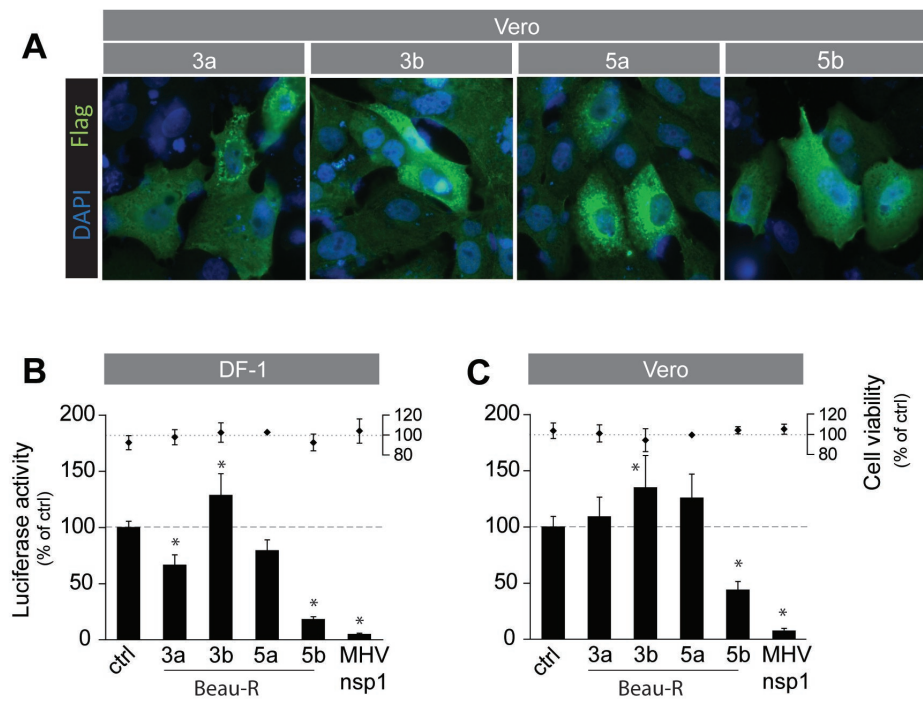 A
Vero
3a 3b 5a 5b
DAPI Flag
B
DF-1
200
150
100
50
0
120
100
80
Luciferase activity
(% of ctrl)
* * * *
ctrl 3a 3b 5a 5b MHV
nsp1
Beau-R
C
Vero
200
150
100
50
0
120
100
80
Cell viability
(% of ctrl)
* * *
ctrl 3a 3b 5a 5b MHV
nsp1
Beau-R